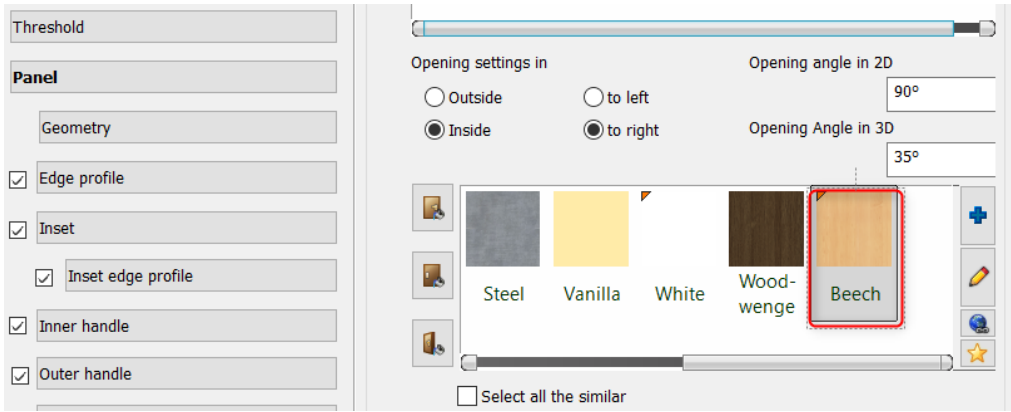 Threshold
Panel
Geometry
Edge profile
Inset
Inset edge profile
Inner handle
Outer handle
Opening settings in
Outside
to left
Inside
to right
Opening angle in 2D
90º
Opening Angle in 3D
35º
Steel
Vanilla
White
Wood-
wenge
Beech
Select all the similar